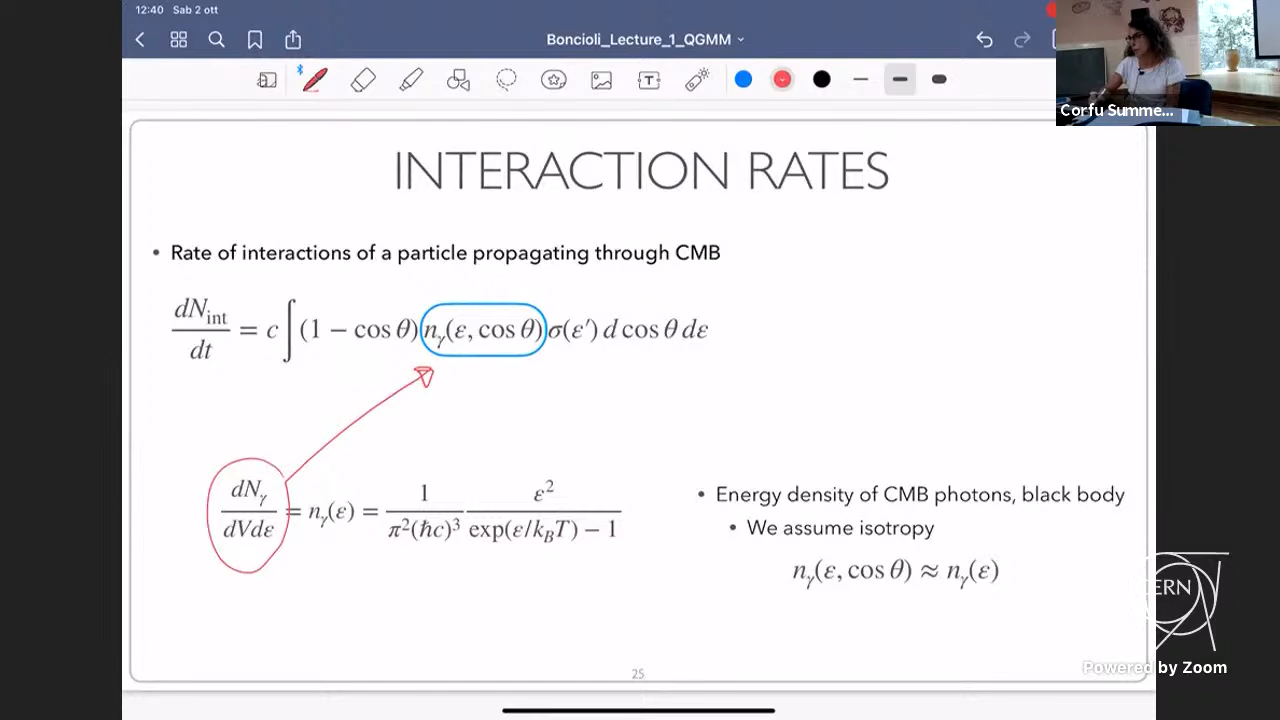 12:40 Sab 2 ott
Boncioli_Lecture_1_QGMM
Corfu Summe...
INTERACTION RATES
• Rate of interactions of a particle propagating through CMB
dN_int/dt = c ∫ (1 − cos θ) n_γ(ε, cos θ) σ(ε′) d cos θ dε
dN_γ/dVdε = n_γ(ε) = 1/(π²(ħc)³) ε²/(exp(ε/k_BT) − 1)
• Energy density of CMB photons, black body
• We assume isotropy
n_γ(ε, cos θ) ≈ n_γ(ε)
CERN
Powered by Zoom
25